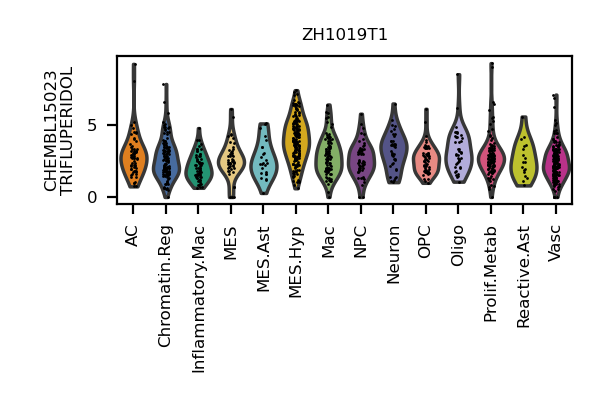 ZH1019T1
CHEMBL15023
TRIFLUPERIDOL
5
0
AC
Chromatin.Reg
Inflammatory.Mac
MES
MES.Ast
MES.Hyp
Mac
NPC
Neuron
OPC
Oligo
Prolif.Metab
Reactive.Ast
Vasc